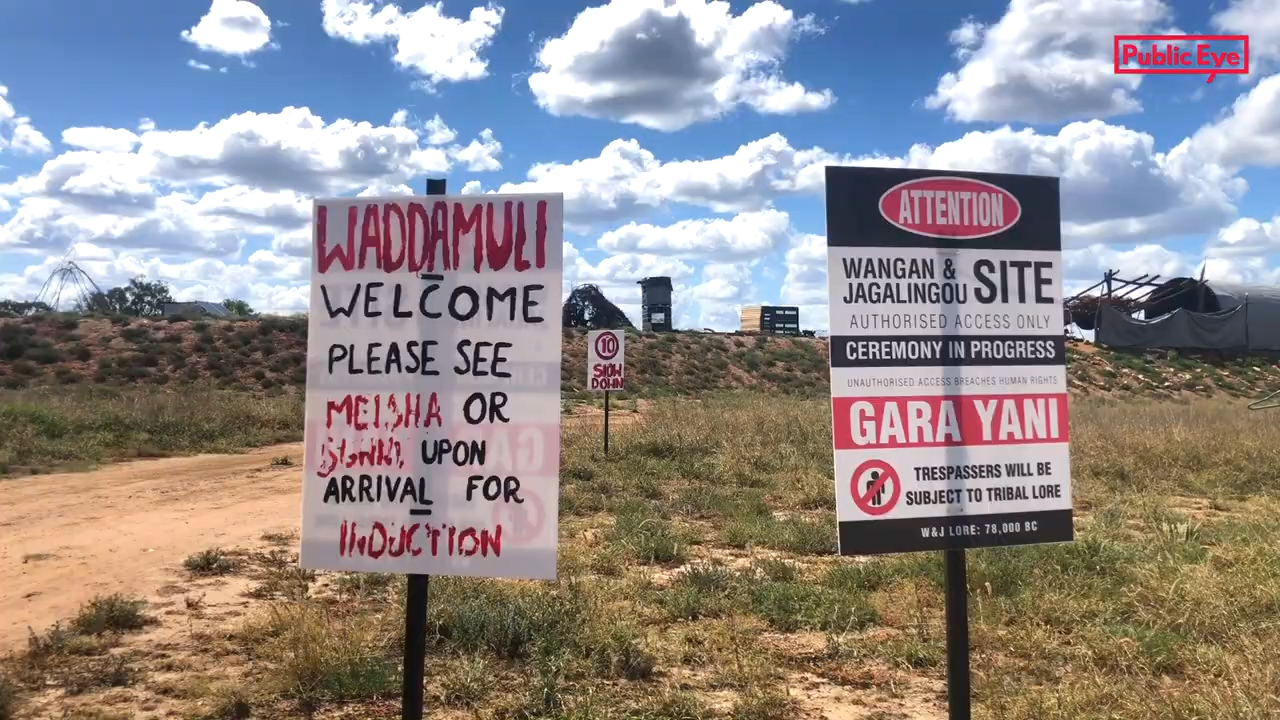 Public Eye
WADDAMULI
WELCOME
PLEASE SEE
MEISHA OR
UPON
ARRIVAL FOR
INDUCTION
10
SLOW
DOWN
ATTENTION
WANGAN &
JAGALINGOU SITE
AUTHORISED ACCESS ONLY
CEREMONY IN PROGRESS
UNAUTHORISED ACCESS BREACHES HUMAN RIGHTS
GARA YANI
TRESPASSERS WILL BE
SUBJECT TO TRIBAL LORE
W&J LORE: 78,000 BC